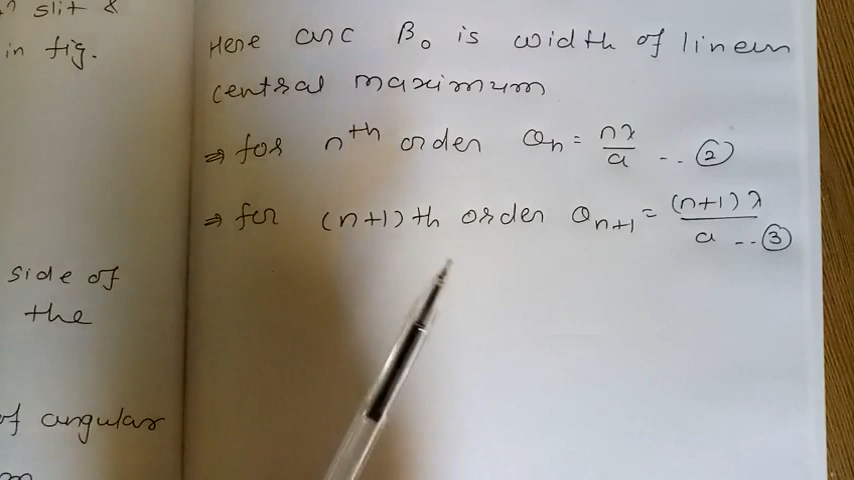 slit &
in fig.
side of
the
of angular
Here arc β₀ is width of linear
central maximum
⇒ for nth order θn = nλ/a -- ②
⇒ for (n+1)th order θn+1 = (n+1)λ/a -- ③